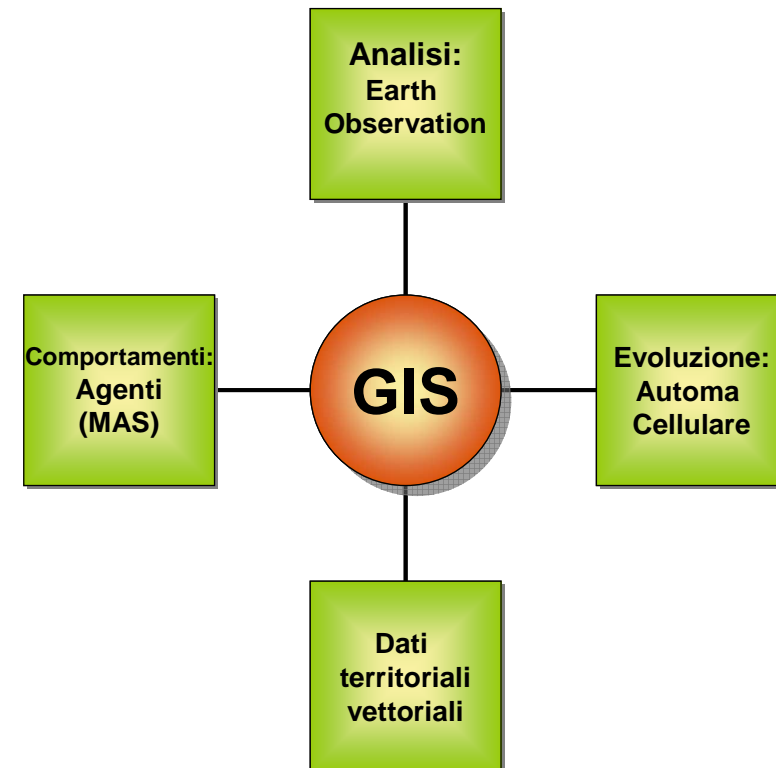 Analisi:
Earth
Observation
Comportamenti:
Agenti
(MAS)
GIS
Evoluzione:
Automa
Cellulare
Dati
territoriali
vettoriali